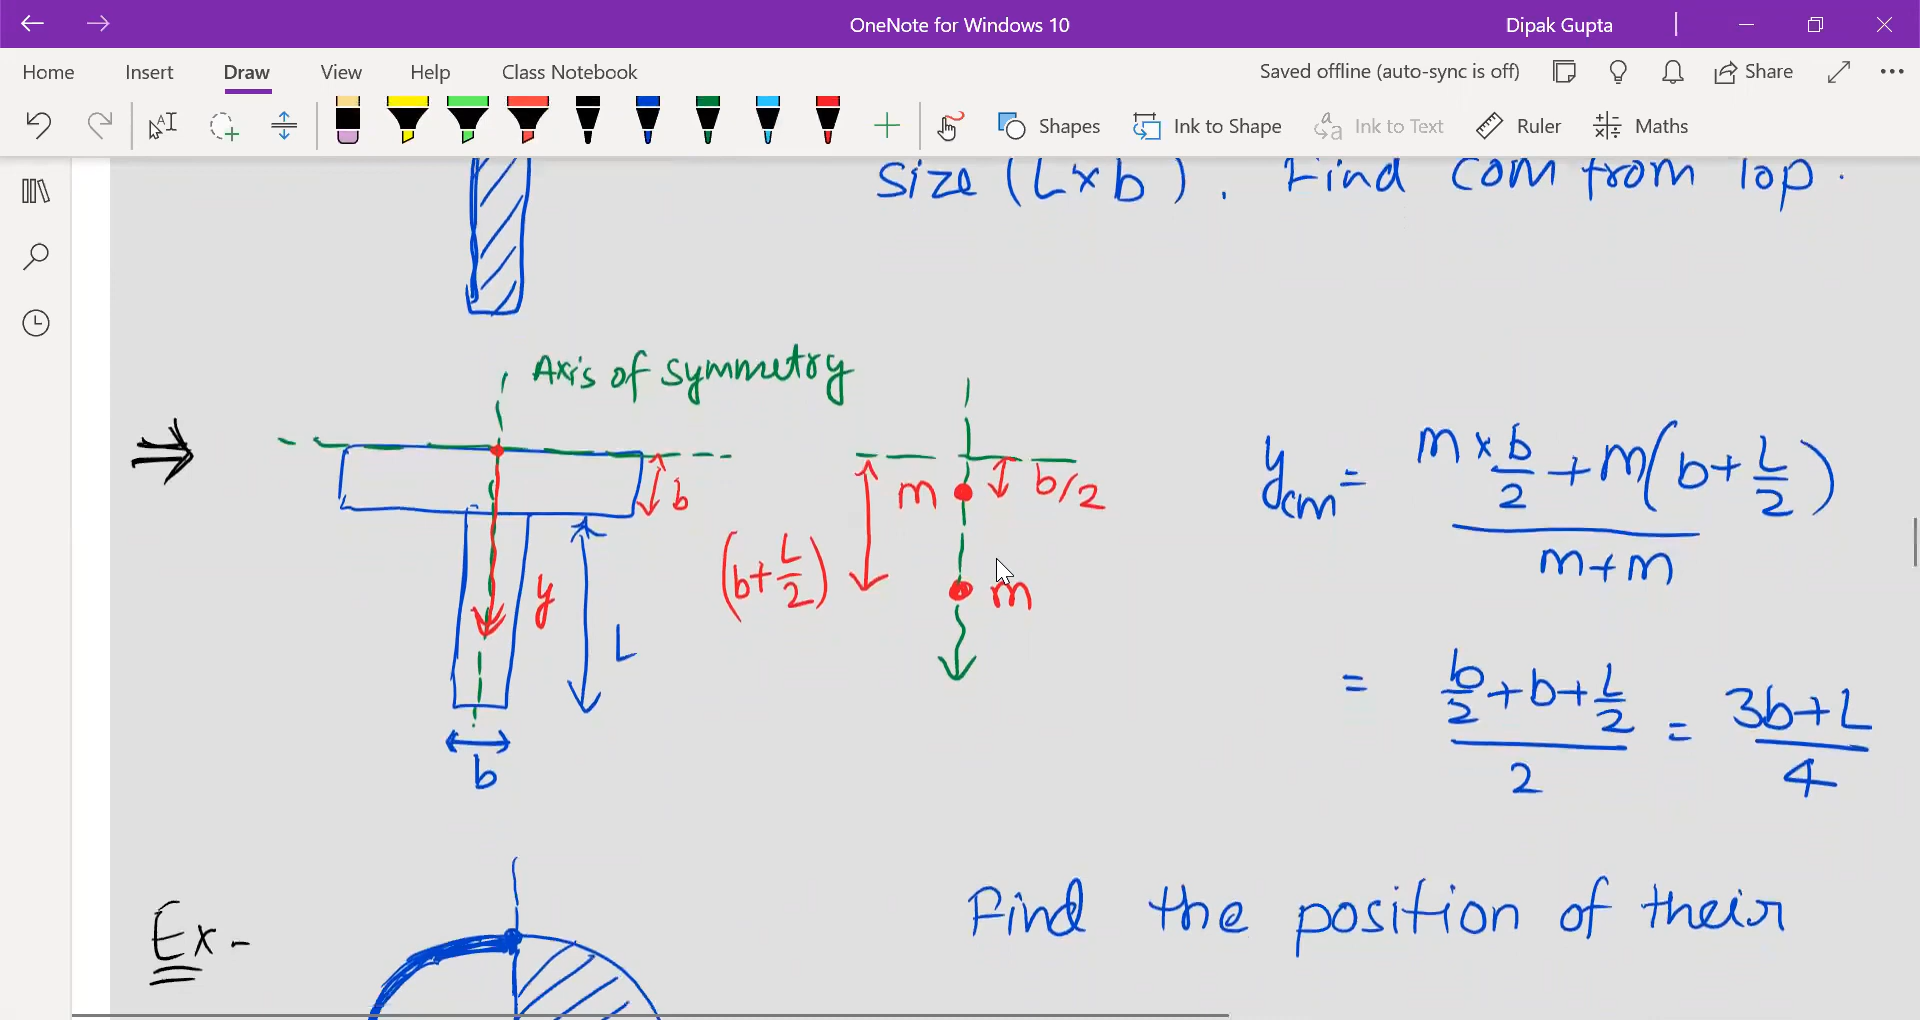 OneNote for Windows 10
Dipak Gupta
Home Insert Draw View Help Class Notebook
Saved offline (auto-sync is off) Share
Shapes Ink to Shape Ink to Text Ruler Maths
Size (L×b). Find COM from Top.
Axis of symmetry
b
y
L
b
m
b/2
(b+L/2)
m
y_cm = (m×b/2+m(b+L/2))/(m+m)
= (b/2+b+L/2)/2 = (3b+L)/4
Ex-
Find the position of their